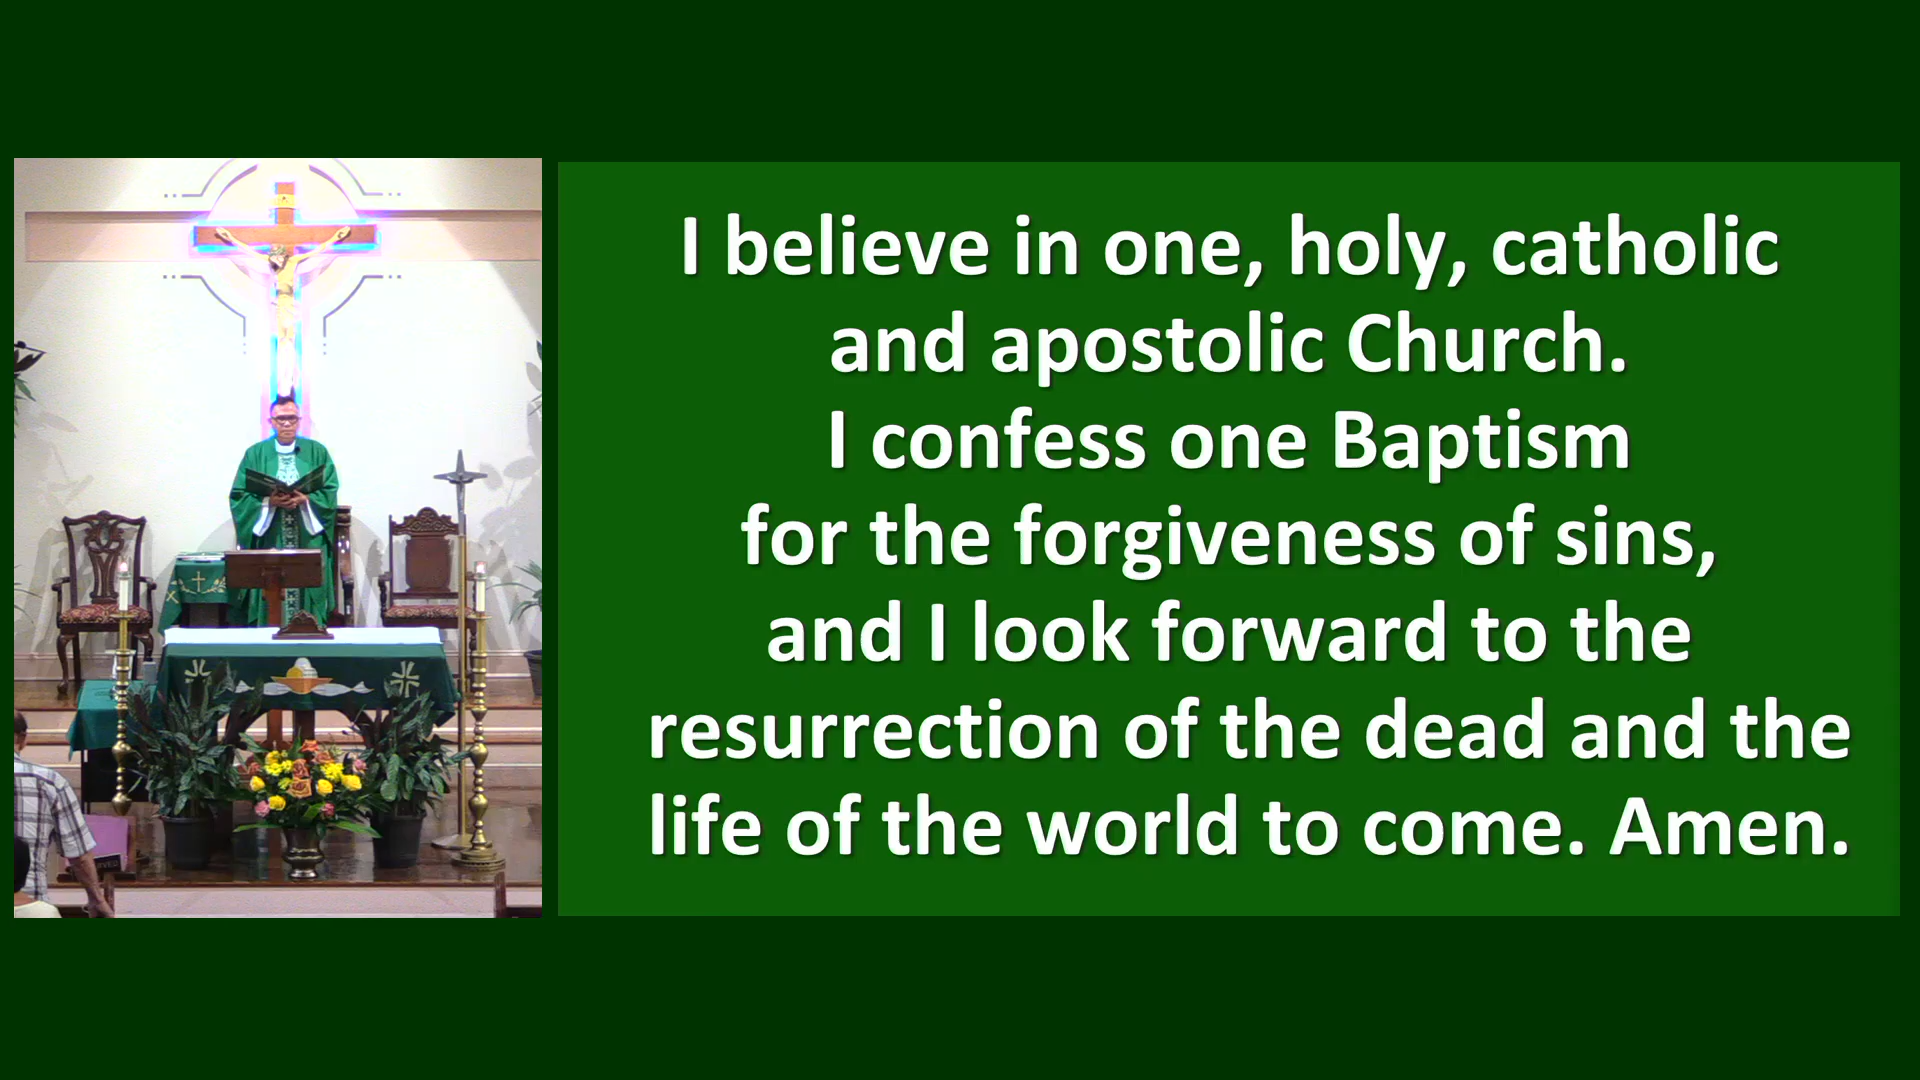 I believe in one, holy, catholic
and apostolic Church.
I confess one Baptism
for the forgiveness of sins,
and I look forward to the
resurrection of the dead and the
life of the world to come. Amen.